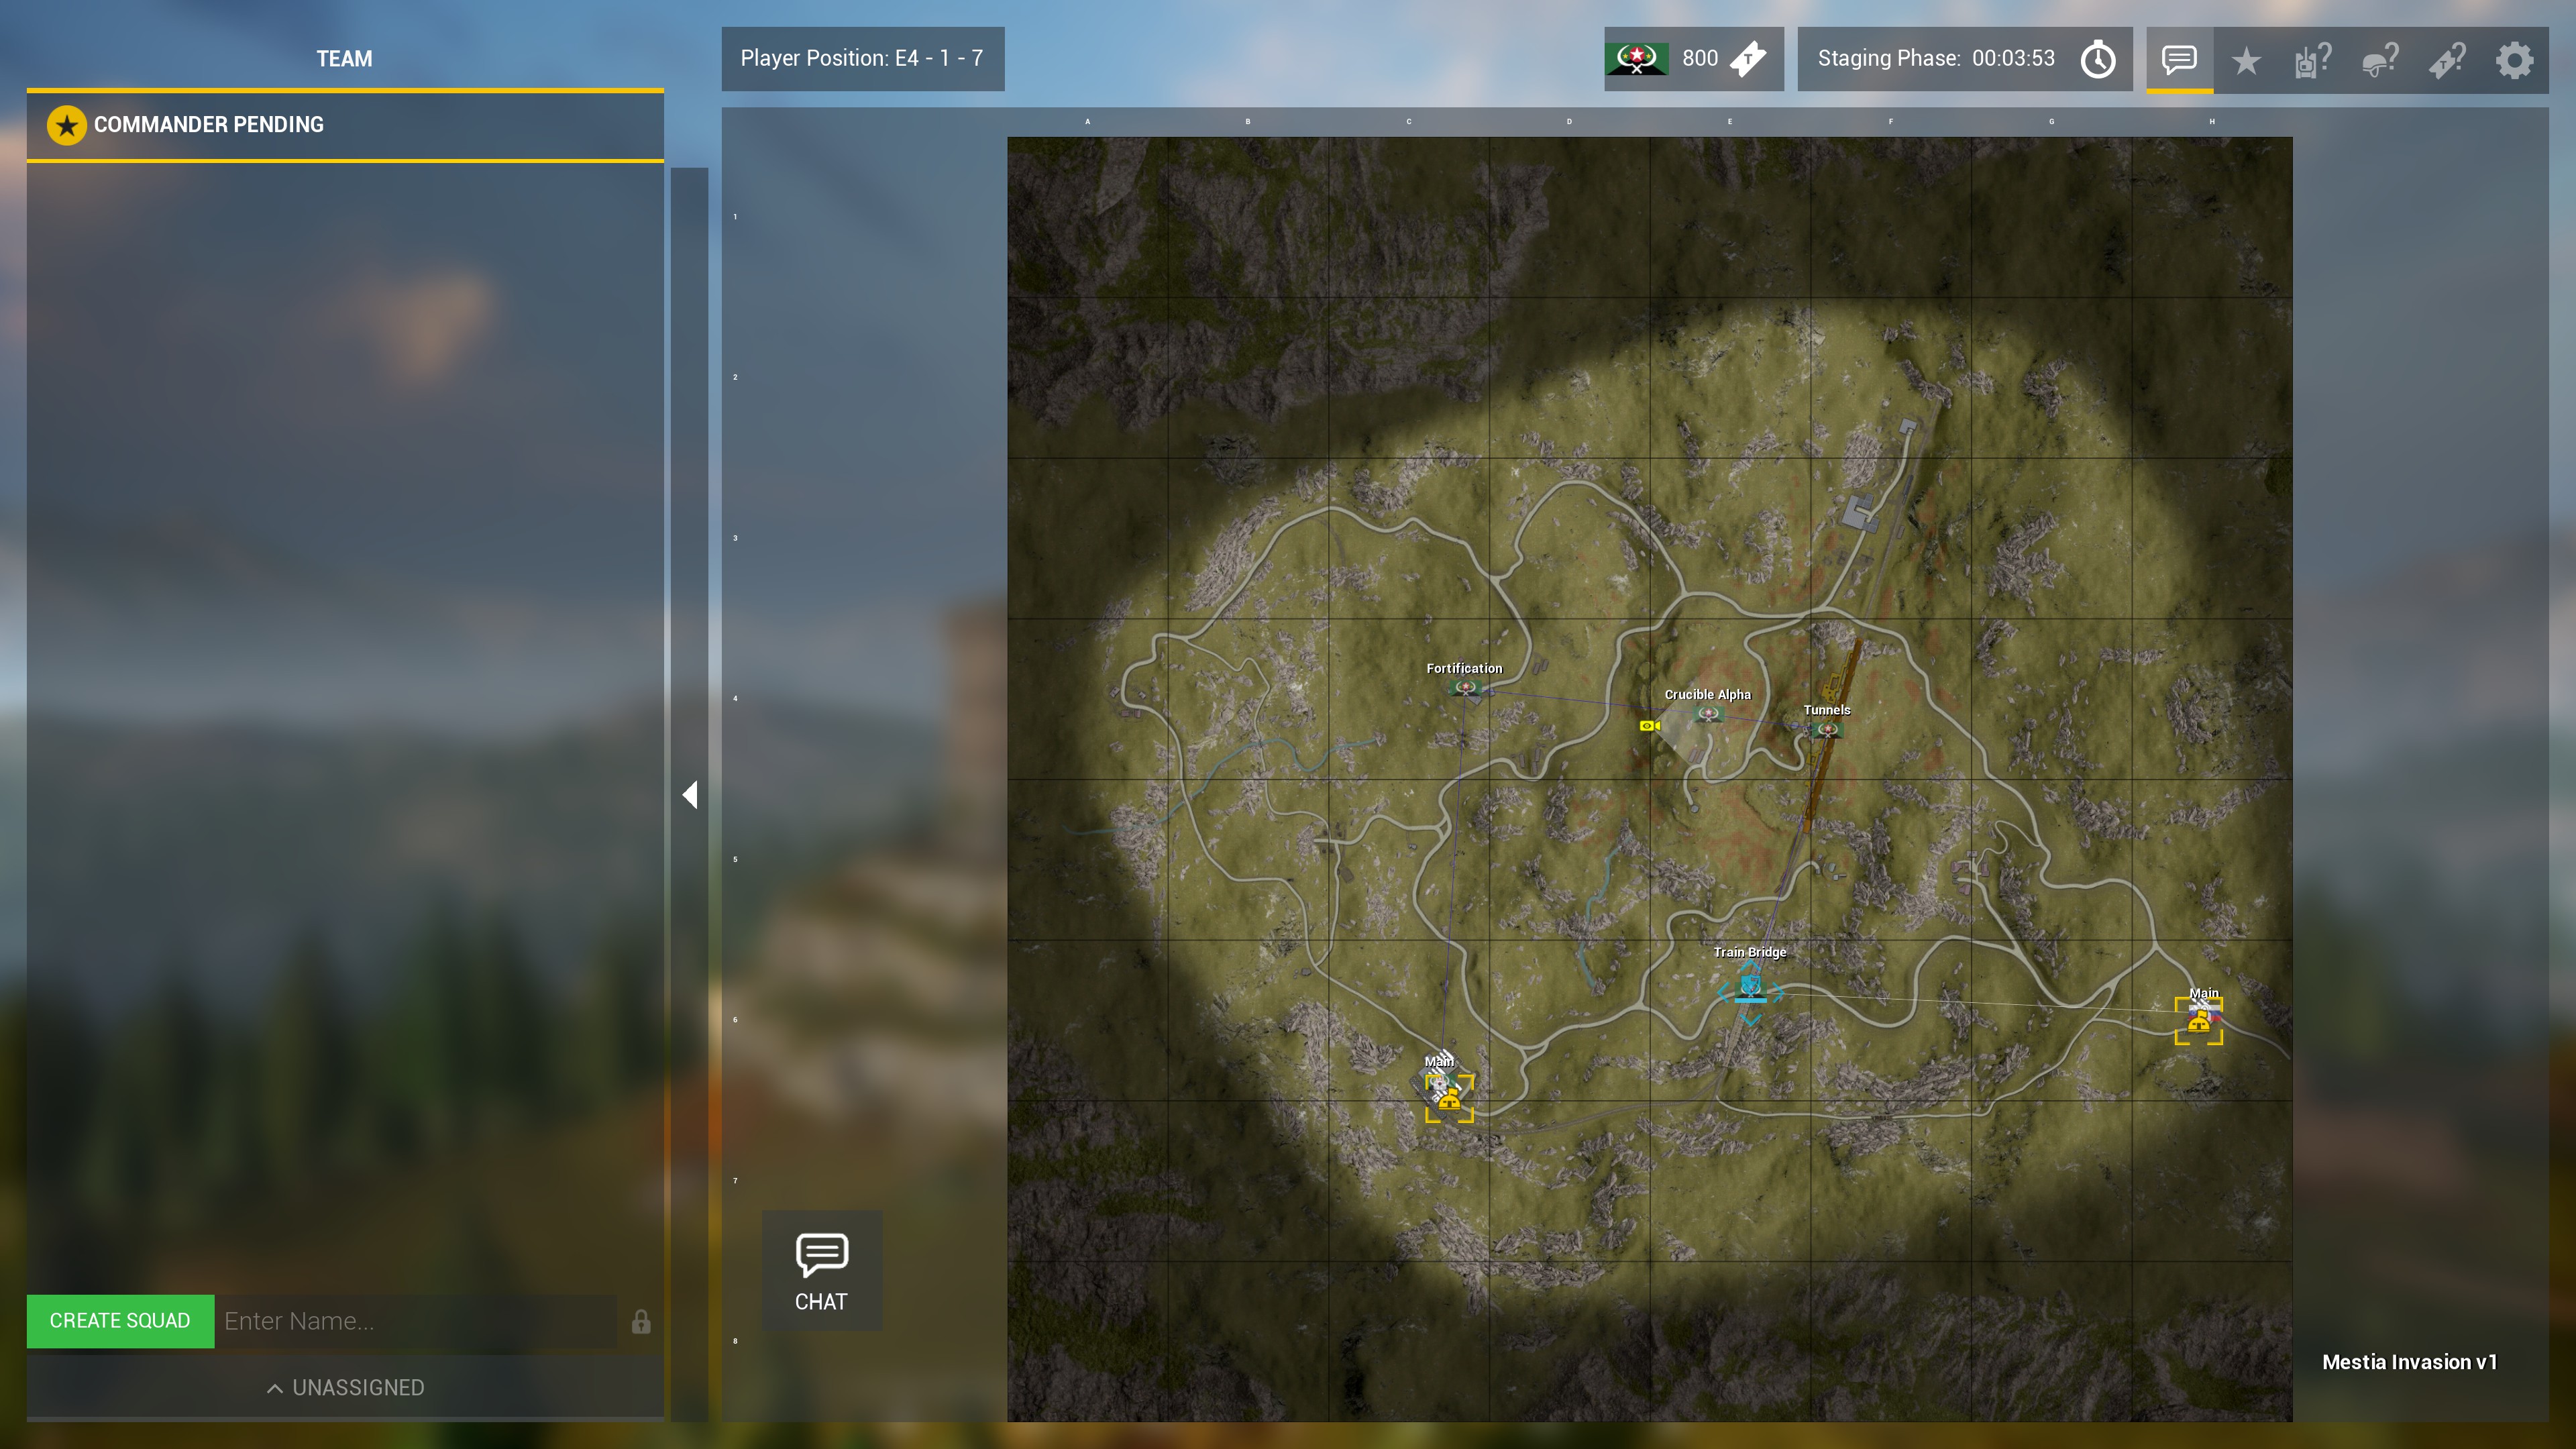 TEAM
Player Position: E4 - 1 - 7
800
T
Staging Phase: 00:03:53
? ? T?
COMMANDER PENDING
A B C D E F G H
1
2
3
Fortification
4
Crucible Alpha
Tunnels
5
Train Bridge
Main
6
Main
7
CHAT
CREATE SQUAD Enter Name...
8
Mestia Invasion v1
UNASSIGNED